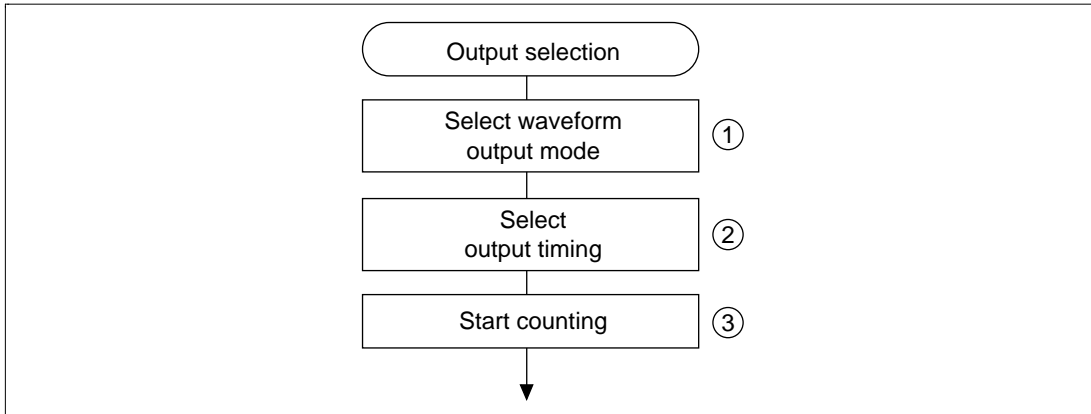 Output selection
Select waveform
output mode
①
Select
output timing
②
Start counting
③